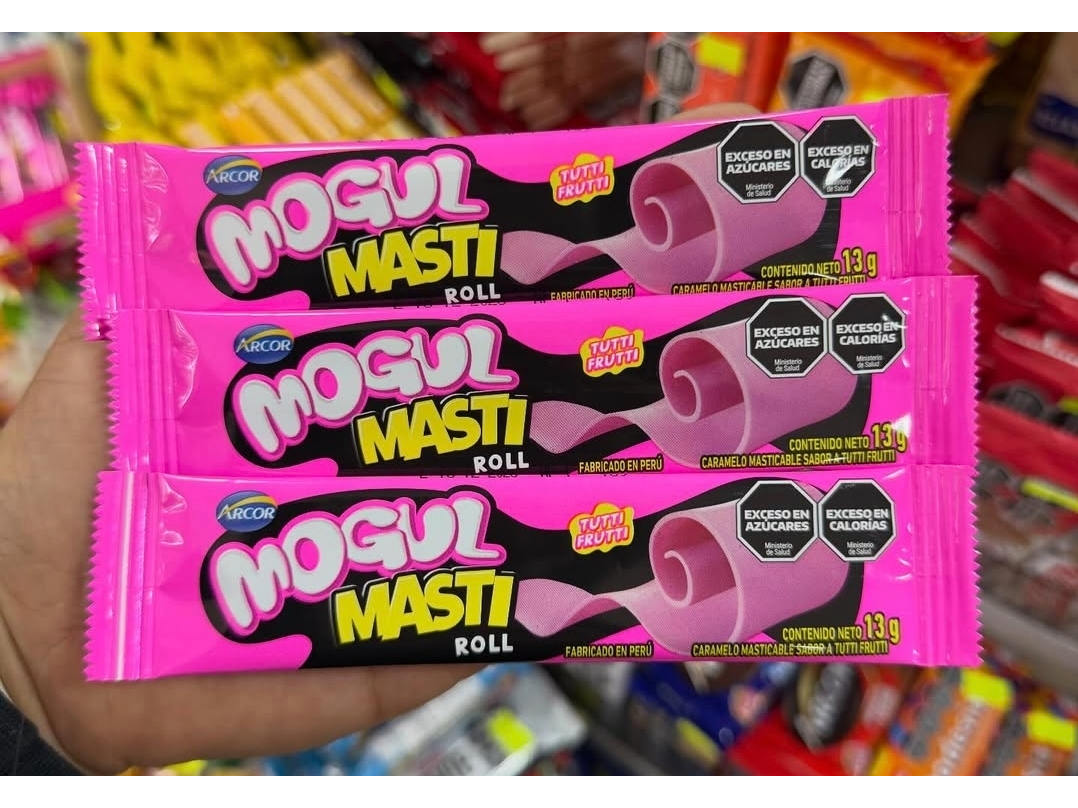 ARCOR
MOGUL
MASTI
ROLL
TUTTI
FRUTTI
EXCESO EN
AZÚCARES
Ministerio
de Salud
EXCESO EN
CALORÍAS
Ministerio
de Salud
CONTENIDO NETO 13 g
FABRICADO EN PERÚ
CARAMELO MASTICABLE SABOR A TUTTI FRUTTI
ARCOR
MOGUL
MASTI
ROLL
TUTTI
FRUTTI
EXCESO EN
AZÚCARES
Ministerio
de Salud
EXCESO EN
CALORÍAS
Ministerio
de Salud
CONTENIDO NETO 13 g
FABRICADO EN PERÚ
CARAMELO MASTICABLE SABOR A TUTTI FRUTTI
ARCOR
MOGUL
MASTI
ROLL
TUTTI
FRUTTI
EXCESO EN
AZÚCARES
Ministerio
de Salud
EXCESO EN
CALORÍAS
Ministerio
de Salud
CONTENIDO NETO 13 g
FABRICADO EN PERÚ
CARAMELO MASTICABLE SABOR A TUTTI FRUTTI